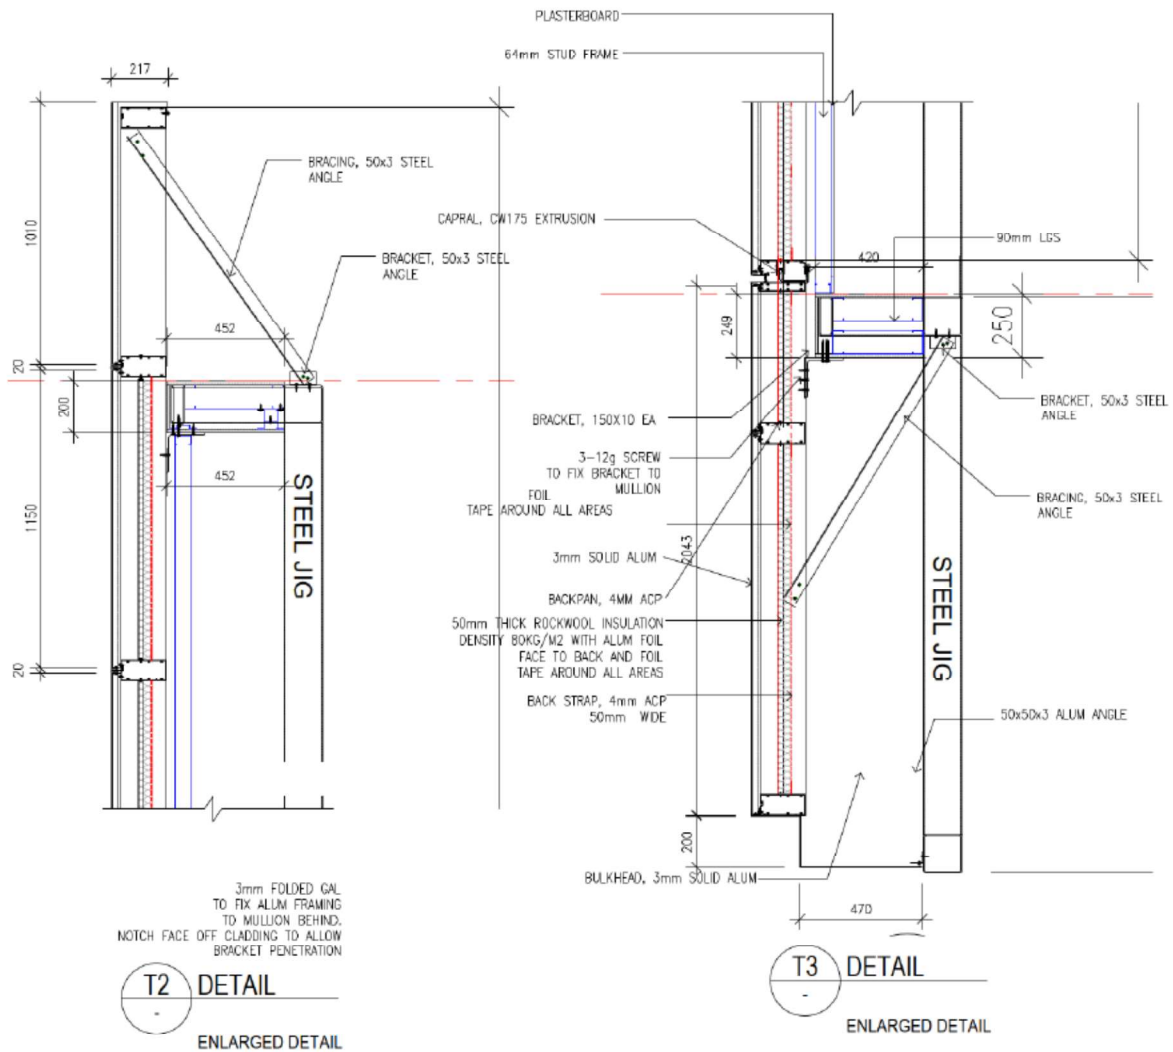 217
1010
20
200
1150
20
452
452
BRACING, 50x3 STEEL
ANGLE
BRACKET, 50x3 STEEL
ANGLE
STEEL JIG
3mm FOLDED GAL
TO FIX ALUM FRAMING
TO MULLION BEHIND.
NOTCH FACE OFF CLADDING TO ALLOW
BRACKET PENETRATION
T2
DETAIL
-
ENLARGED DETAIL
PLASTERBOARD
64mm STUD FRAME
CAPRAL, CW175 EXTRUSION
90mm LGS
420
249
250
BRACKET, 150X10 EA
3-12g SCREW
TO FIX BRACKET TO
MULLION
FOIL
TAPE AROUND ALL AREAS
2043
3mm SOLID ALUM
BACKPAN, 4MM ACP
50mm THICK ROCKWOOL INSULATION
DENSITY 80KG/M2 WITH ALUM FOIL
FACE TO BACK AND FOIL
TAPE AROUND ALL AREAS
BACK STRAP, 4mm ACP
50mm WIDE
BRACKET, 50x3 STEEL
ANGLE
BRACING, 50x3 STEEL
ANGLE
STEEL JIG
50x50x3 ALUM ANGLE
200
BULKHEAD, 3mm SOLID ALUM
470
T3
DETAIL
-
ENLARGED DETAIL